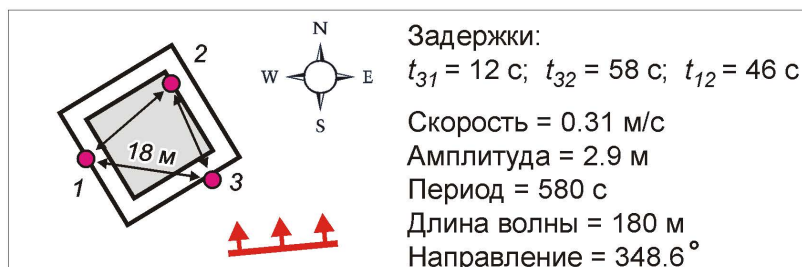 2
18 м
1
3
N
W
E
S
Задержки:
t31 = 12 с; t32 = 58 с; t12 = 46 с
Скорость = 0.31 м/с
Амплитуда = 2.9 м
Период = 580 с
Длина волны = 180 м
Направление = 348.6°